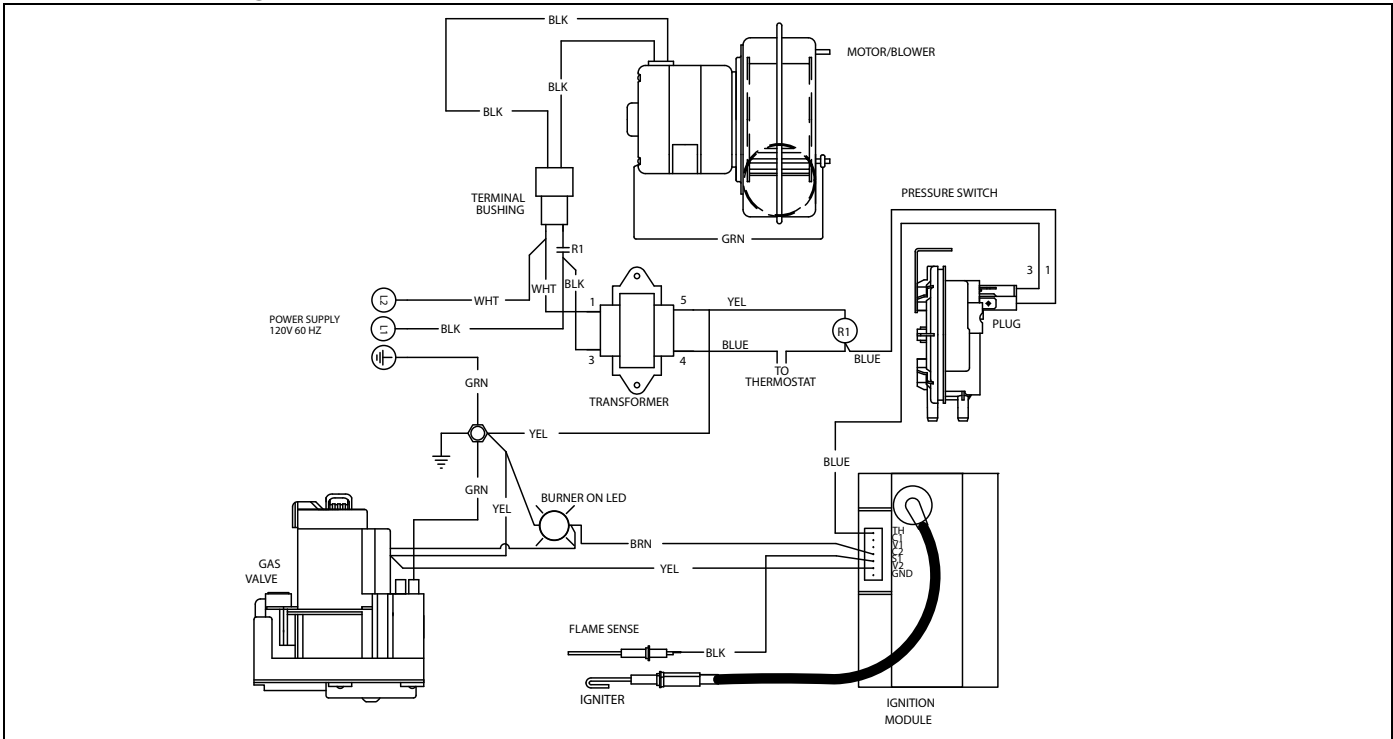 BLK
MOTOR/BLOWER
BLK
BLK
TERMINAL
BUSHING
PRESSURE SWITCH
GRN
R1
3 1
WHT
BLK
L2
WHT
1
5
YEL
POWER SUPPLY
120V 60 HZ
L1
BLK
R1
PLUG
BLUE
3
4
TO
THERMOSTAT
BLUE
GRN
TRANSFORMER
YEL
BLUE
GRN
YEL
BURNER ON LED
TH
C1
V1
C2
S1
V2
GND
BRN
GAS
VALVE
YEL
FLAME SENSE
BLK
IGNITER
IGNITION
MODULE